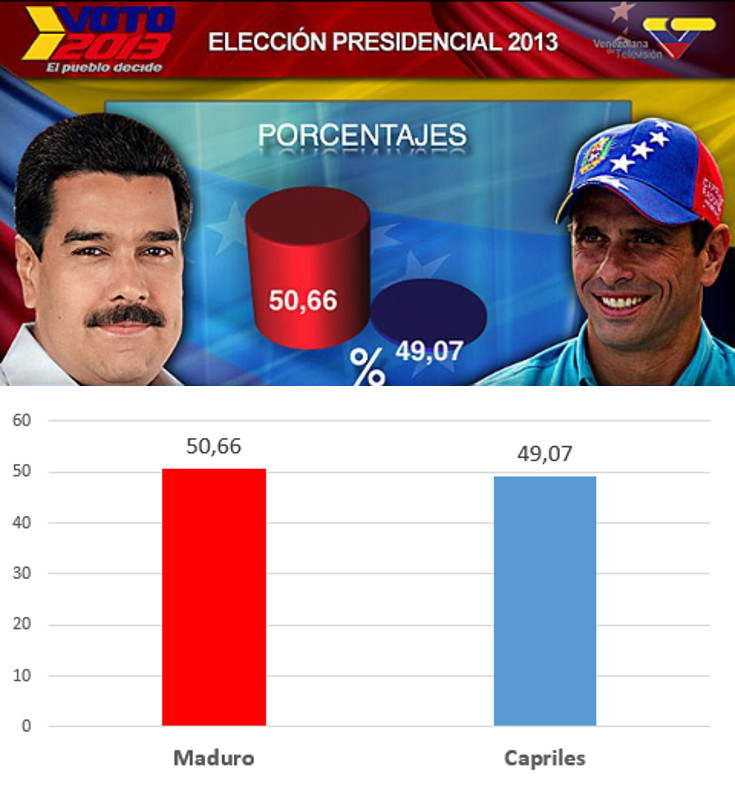 VOTO
2013
El pueblo decide
ELECCIÓN PRESIDENCIAL 2013
Venezolana
de Televisión
PORCENTAJES
50,66
49,07
%
60
50,66
49,07
50
40
30
20
10
0
Maduro
Capriles